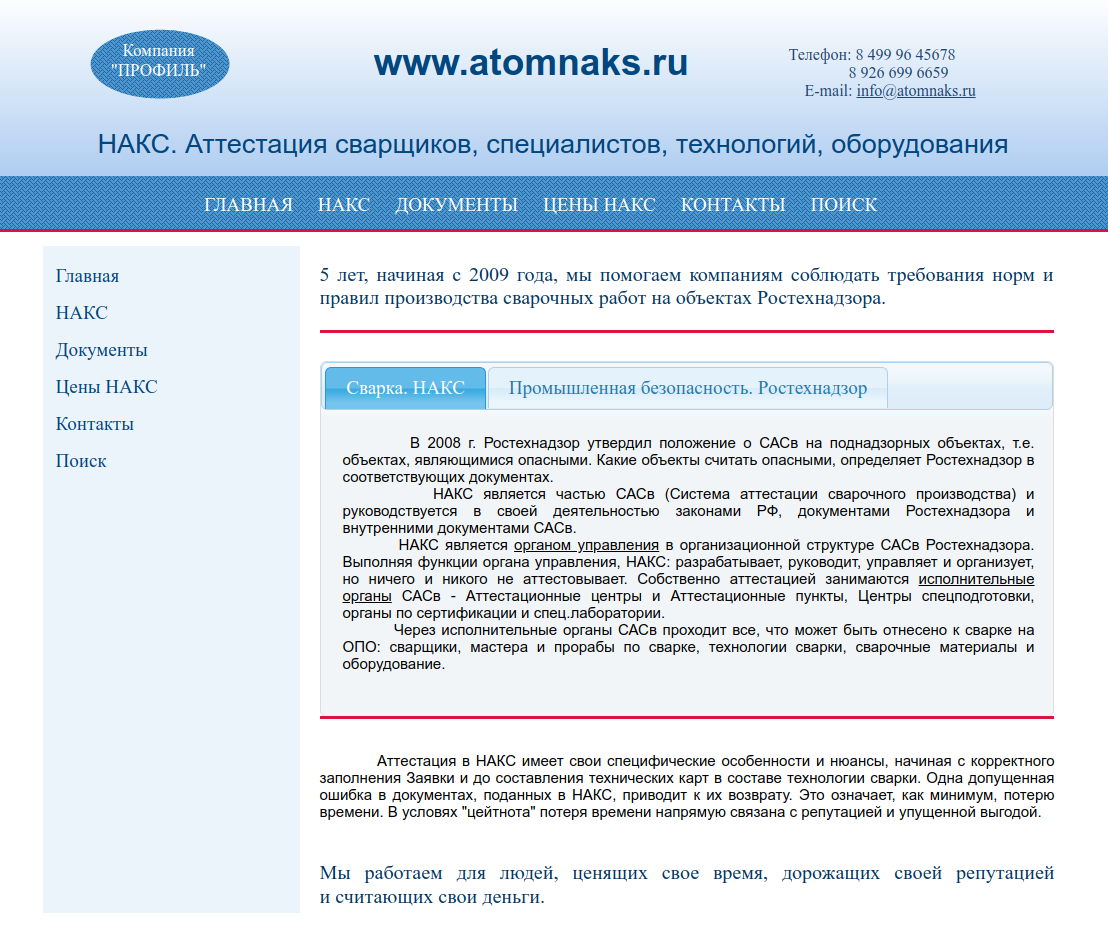 Компания
"ПРОФИЛЬ"
www.atomnaks.ru
Телефон: 8 499 96 45678
8 926 699 6659
E-mail: info@atomnaks.ru
НАКС. Аттестация сварщиков, специалистов, технологий, оборудования
ГЛАВНАЯ НАКС ДОКУМЕНТЫ ЦЕНЫ НАКС КОНТАКТЫ ПОИСК
Главная
НАКС
Документы
Цены НАКС
Контакты
Поиск
5 лет, начиная с 2009 года, мы помогаем компаниям соблюдать требования норм и
правил производства сварочных работ на объектах Ростехнадзора.
Сварка. НАКС Промышленная безопасность. Ростехнадзор
В 2008 г. Ростехнадзор утвердил положение о САСв на поднадзорных объектах, т.е.
объектах, являющимися опасными. Какие объекты считать опасными, определяет Ростехнадзор в
соответствующих документах.
НАКС является частью САСв (Система аттестации сварочного производства) и
руководствуется в своей деятельностью законами РФ, документами Ростехнадзора и
внутренними документами САСв.
НАКС является органом управления в организационной структуре САСв Ростехнадзора.
Выполняя функции органа управления, НАКС: разрабатывает, руководит, управляет и организует,
но ничего и никого не аттестовывает. Собственно аттестацией занимаются исполнительные
органы САСв - Аттестационные центры и Аттестационные пункты, Центры спецподготовки,
органы по сертификации и спец.лаборатории.
Через исполнительные органы САСв проходит все, что может быть отнесено к сварке на
ОПО: сварщики, мастера и прорабы по сварке, технологии сварки, сварочные материалы и
оборудование.
Аттестация в НАКС имеет свои специфические особенности и нюансы, начиная с корректного
заполнения Заявки и до составления технических карт в составе технологии сварки. Одна допущенная
ошибка в документах, поданных в НАКС, приводит к их возврату. Это означает, как минимум, потерю
времени. В условях "цейтнота" потеря времени напрямую связана с репутацией и упущенной выгодой.
Мы работаем для людей, ценящих свое время, дорожащих своей репутацией
и считающих свои деньги.